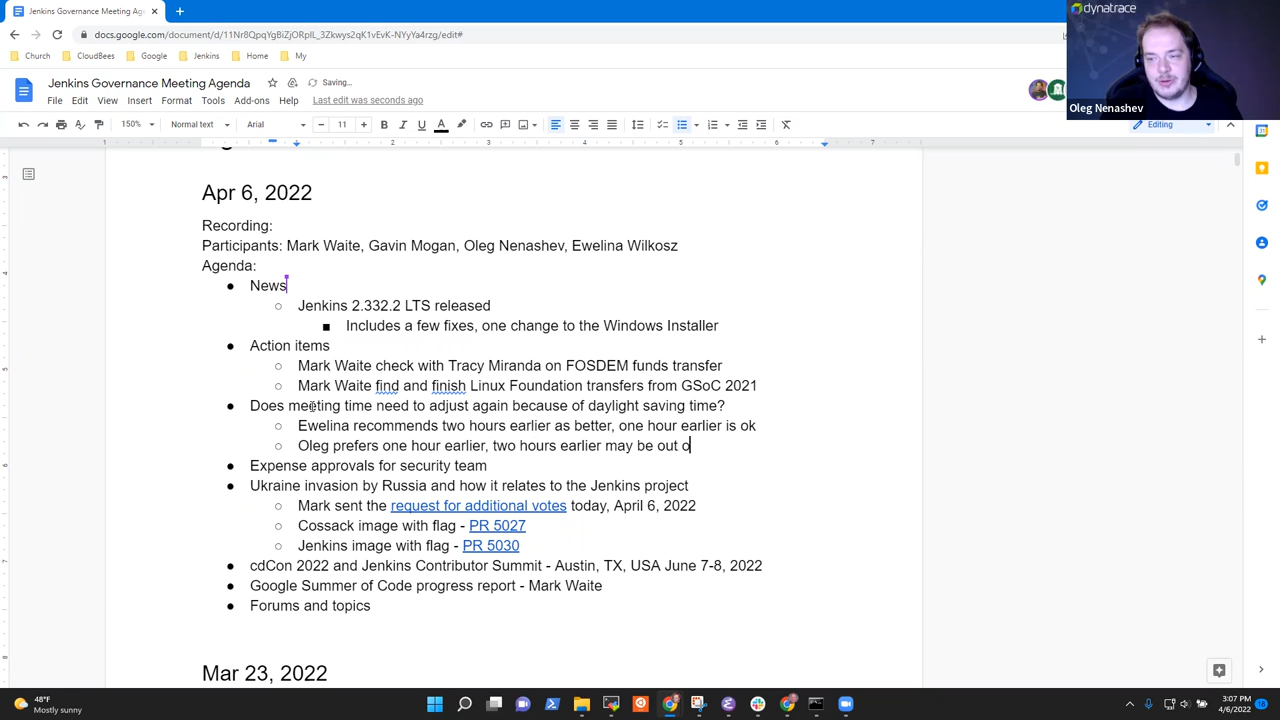 Jenkins Governance Meeting Ag
docs.google.com/document/d/11Nr8QpqYgBiZjORpIL_3Zkwys2qK1vEvK-NYyYa4rzg/edit#
Church
CloudBees
Google
Jenkins
Home
My
dynatrace
Oleg Nenashev
Jenkins Governance Meeting Agenda
Saving...
File Edit View Insert Format Tools Add-ons Help Last edit was seconds ago
150% Normal text Arial 11 Editing
1 2 3 4 5 6 7
Apr 6, 2022
Recording:
Participants: Mark Waite, Gavin Mogan, Oleg Nenashev, Ewelina Wilkosz
Agenda:
News
Jenkins 2.332.2 LTS released
Includes a few fixes, one change to the Windows Installer
Action items
Mark Waite check with Tracy Miranda on FOSDEM funds transfer
Mark Waite find and finish Linux Foundation transfers from GSoC 2021
Does meeting time need to adjust again because of daylight saving time?
Ewelina recommends two hours earlier as better, one hour earlier is ok
Oleg prefers one hour earlier, two hours earlier may be out o
Expense approvals for security team
Ukraine invasion by Russia and how it relates to the Jenkins project
Mark sent the request for additional votes today, April 6, 2022
Cossack image with flag - PR 5027
Jenkins image with flag - PR 5030
cdCon 2022 and Jenkins Contributor Summit - Austin, TX, USA June 7-8, 2022
Google Summer of Code progress report - Mark Waite
Forums and topics
Mar 23, 2022
48°F
Mostly sunny
3:07 PM
4/6/2022